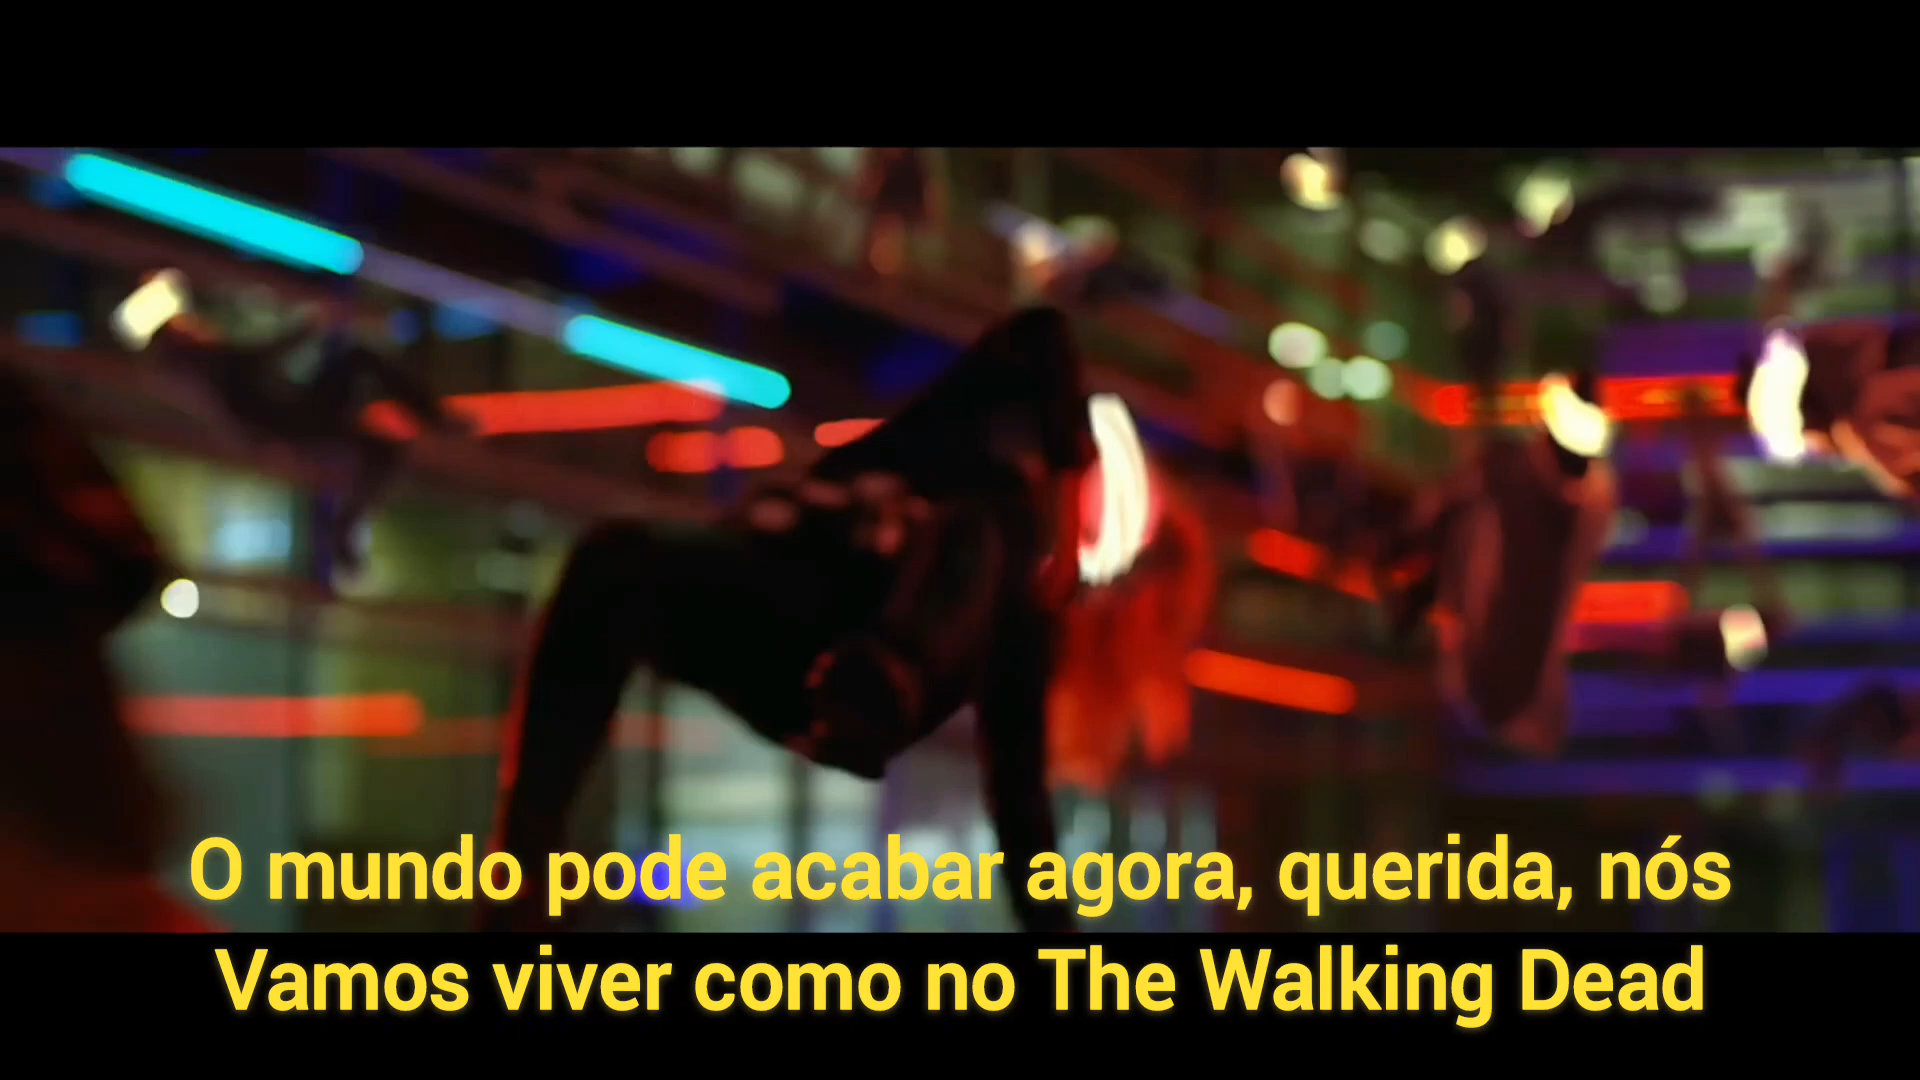 O mundo pode acabar agora, querida, nós
Vamos viver como no The Walking Dead